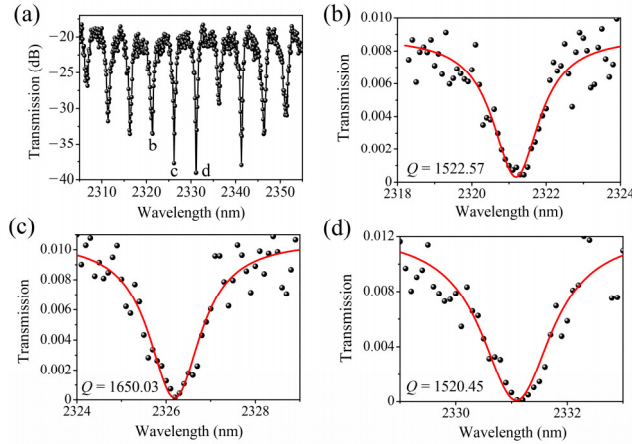 (a)
Transmission (dB)
−20
−25
−30
−35
−40
b
c
d
2310 2320 2330 2340 2350
Wavelength (nm)
(b)
Transmission
0.010
0.008
0.006
0.004
0.002
0.000
Q = 1522.57
2318 2320 2322 2324
Wavelength (nm)
(c)
Transmission
0.010
0.008
0.006
0.004
0.002
0.000
Q = 1650.03
2324 2326 2328
Wavelength (nm)
(d)
Transmission
0.012
0.008
0.004
0.000
Q = 1520.45
2330 2332
Wavelength (nm)